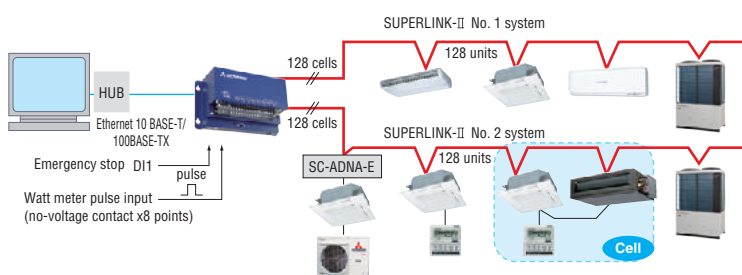 SUPERLINK-II No. 1 system
128 cells
128 units
HUB
Ethernet 10 BASE-T/
100BASE-TX
128 cells
SUPERLINK-II No. 2 system
128 units
Emergency stop DI1
pulse
SC-ADNA-E
Watt meter pulse input
(no-voltage contact x8 points)
Cell